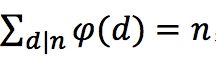 ∑_{d|n} φ(d) = n